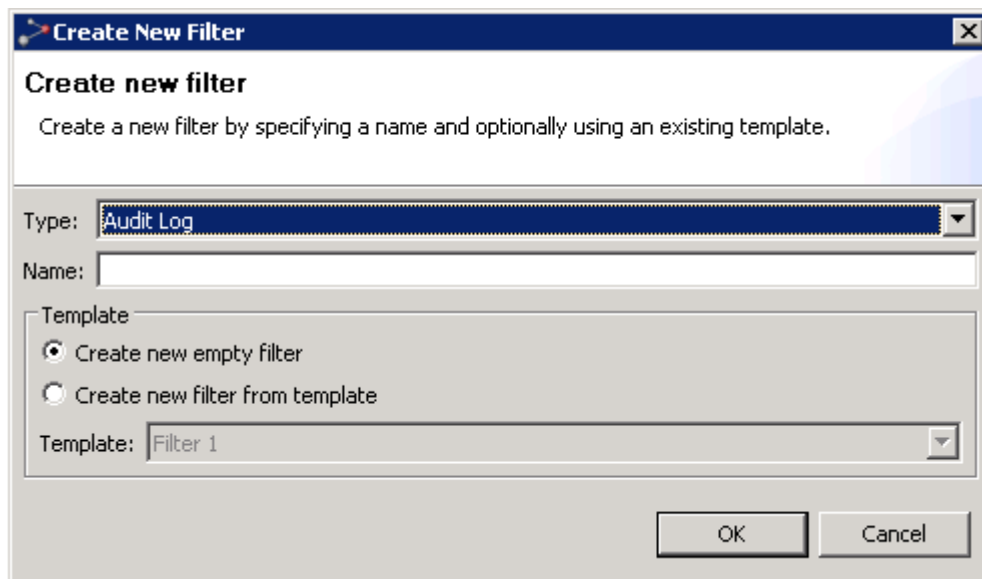 Create New Filter
Create new filter
Create a new filter by specifying a name and optionally using an existing template.
Type: Audit Log
Name:
Template
Create new empty filter
Create new filter from template
Template: Filter 1
OK Cancel